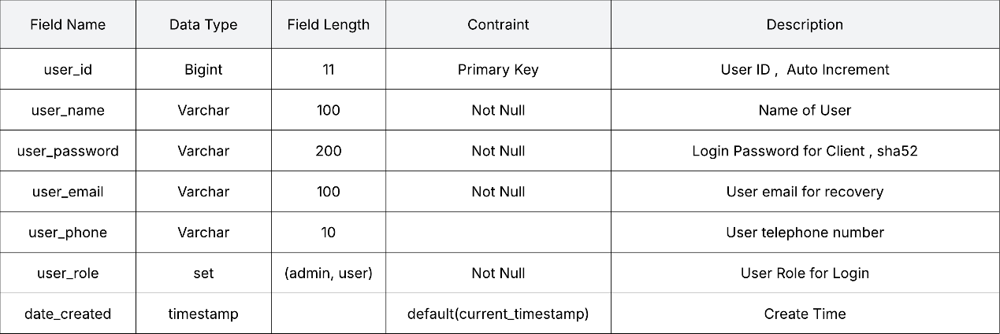 Field Name Data Type Field Length Contraint Description
user_id Bigint 11 Primary Key User ID , Auto Increment
user_name Varchar 100 Not Null Name of User
user_password Varchar 200 Not Null Login Password for Client , sha52
user_email Varchar 100 Not Null User email for recovery
user_phone Varchar 10 User telephone number
user_role set (admin, user) Not Null User Role for Login
date_created timestamp default(current_timestamp) Create Time